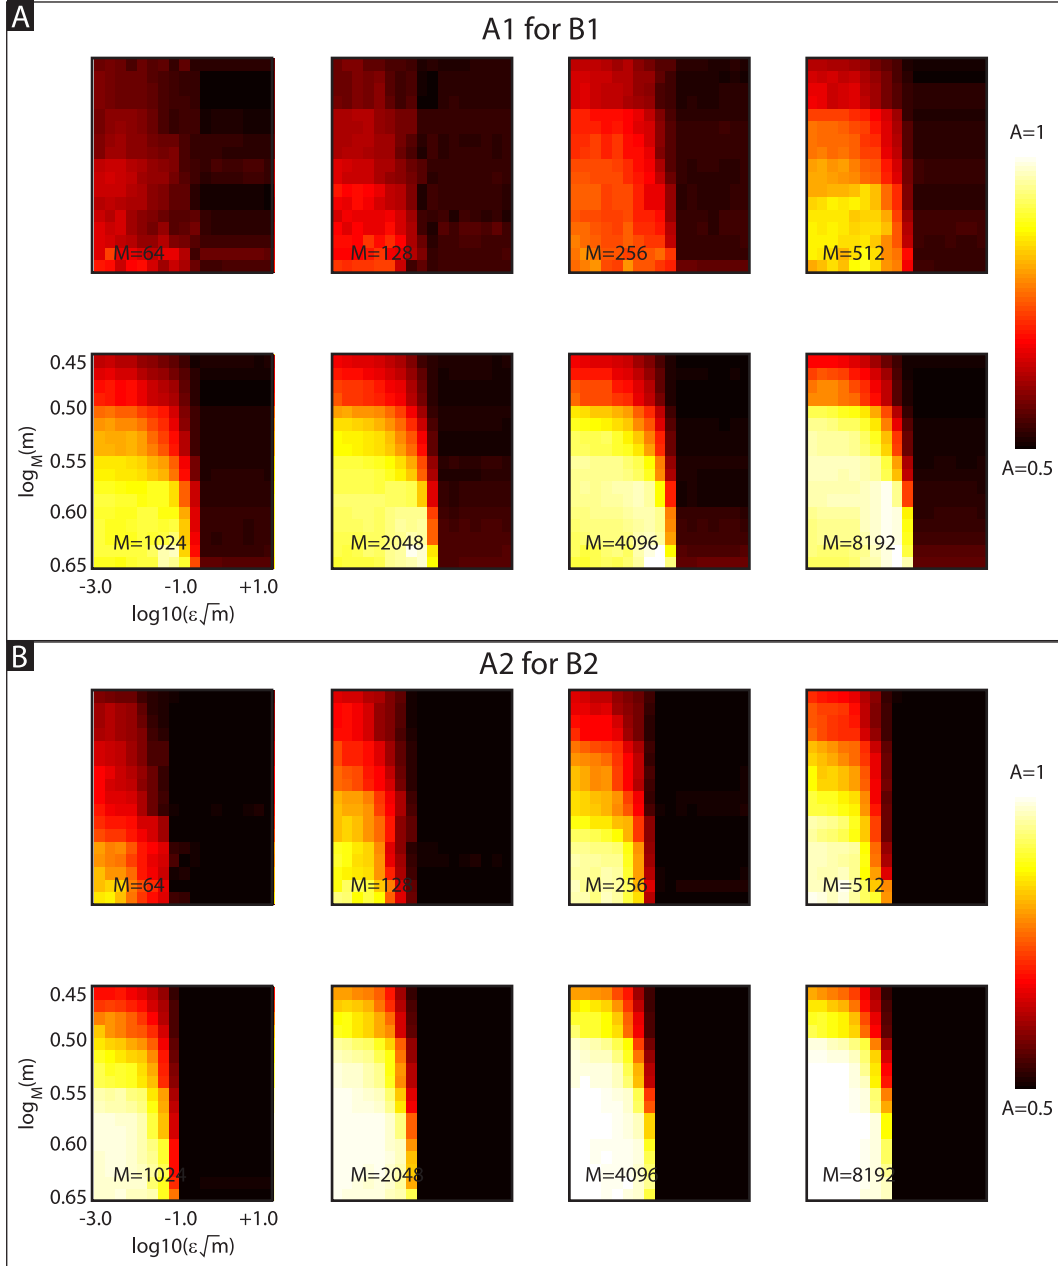 A
A1 for B1
M=64
M=128
M=256
M=512
A=1
A=0.5
0.45
0.50
0.55
0.60
0.65
log_M(m)
M=1024
M=2048
M=4096
M=8192
-3.0 -1.0 +1.0
log10(ε√m)
B
A2 for B2
M=64
M=128
M=256
M=512
A=1
A=0.5
0.45
0.50
0.55
0.60
0.65
log_M(m)
M=1024
M=2048
M=4096
M=8192
-3.0 -1.0 +1.0
log10(ε√m)